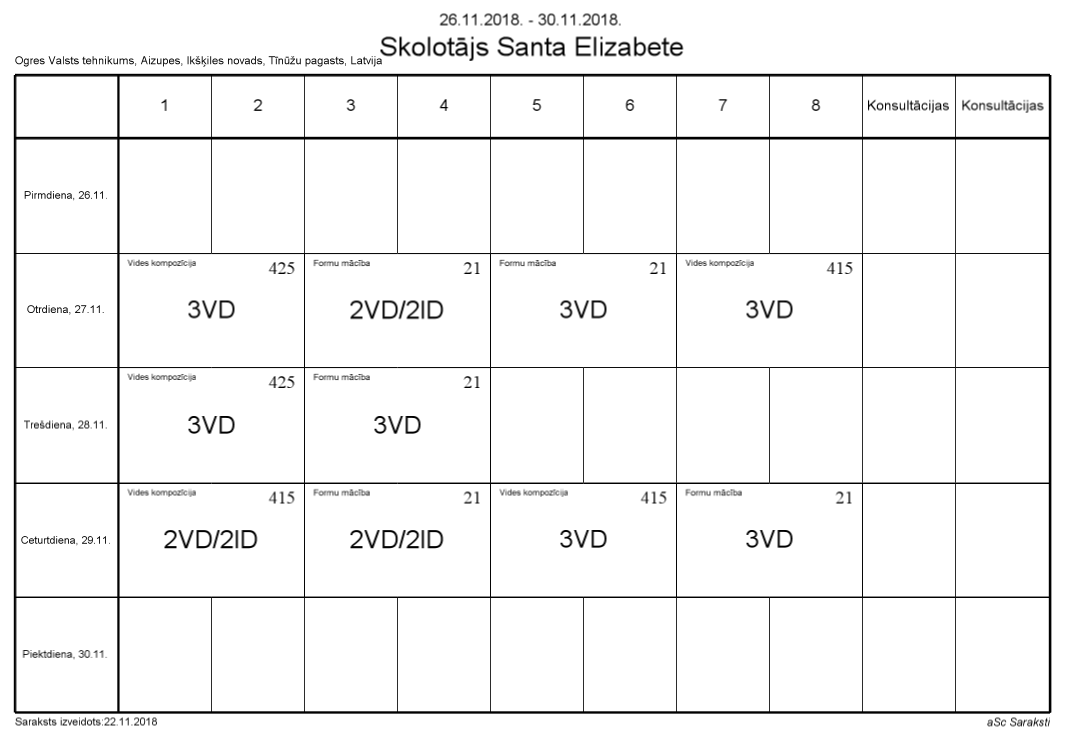 26.11.2018. - 30.11.2018.
Skolotājs Santa Elizabete
Ogres Valsts tehnikums, Aizupes, Ikšķiles novads, Tīnūžu pagasts, Latvija
1 2 3 4 5 6 7 8 Konsultācijas Konsultācijas
Pirmdiena, 26.11.
Vides kompozīcija 425 Formu mācība 21 Formu mācība 21 Vides kompozīcija 415
Otrdiena, 27.11. 3VD 2VD/2ID 3VD 3VD
Vides kompozīcija 425 Formu mācība 21
Trešdiena, 28.11. 3VD 3VD
Vides kompozīcija 415 Formu mācība 21 Vides kompozīcija 415 Formu mācība 21
Ceturtdiena, 29.11. 2VD/2ID 2VD/2ID 3VD 3VD
Piektdiena, 30.11.
Saraksts izveidots:22.11.2018 aSc Saraksti